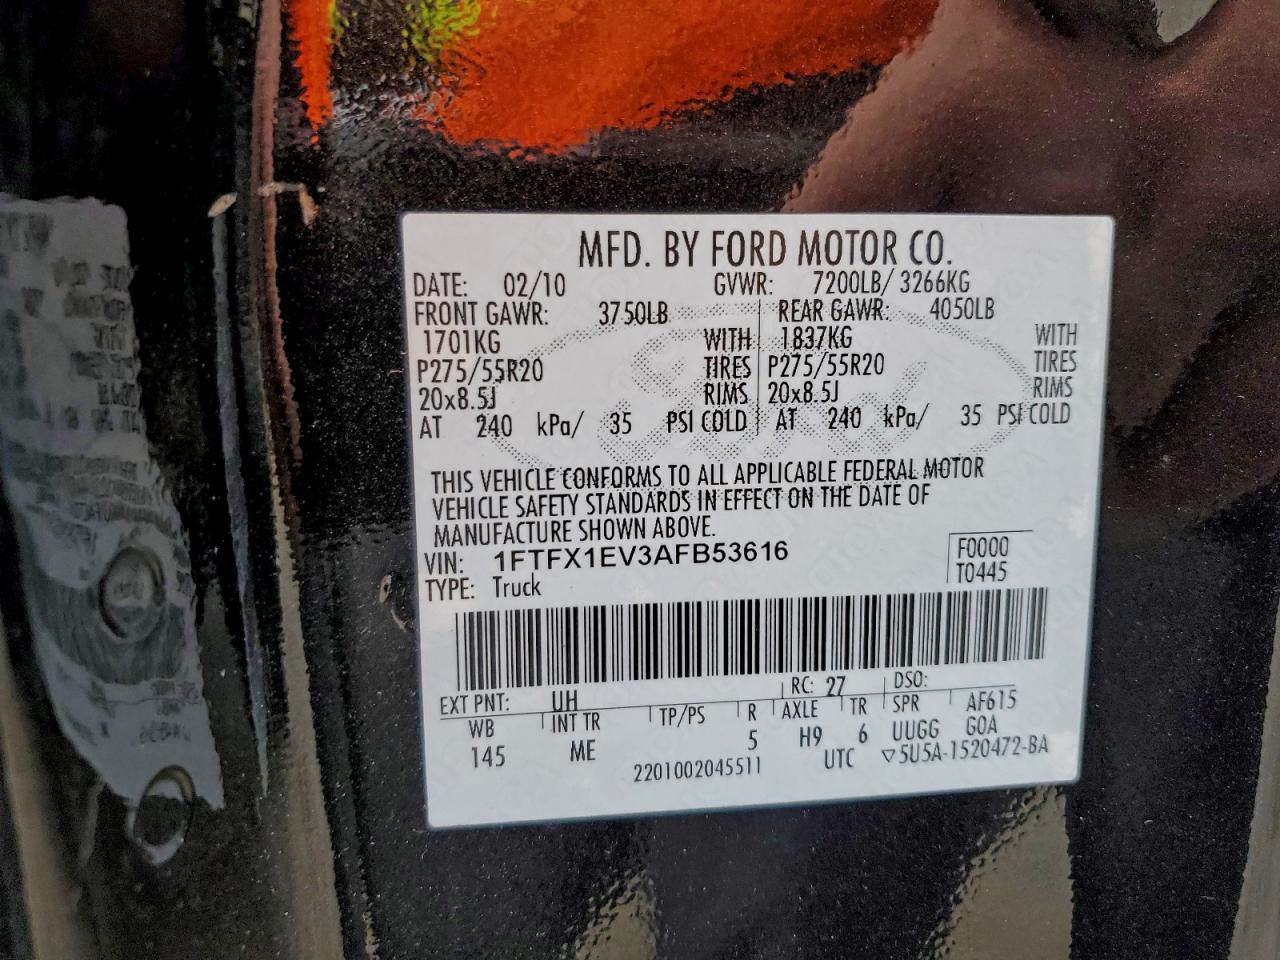 MFD. BY FORD MOTOR CO.
DATE: 02/10 GVWR: 7200LB/ 3266KG
FRONT GAWR: 3750LB REAR GAWR: 4050LB
1701KG WITH 1837KG WITH
P275/55R20 TIRES P275/55R20 TIRES
20x8.5J RIMS 20x8.5J RIMS
AT 240 kPa/ 35 PSI COLD AT 240 kPa/ 35 PSI COLD
THIS VEHICLE CONFORMS TO ALL APPLICABLE FEDERAL MOTOR
VEHICLE SAFETY STANDARDS IN EFFECT ON THE DATE OF
MANUFACTURE SHOWN ABOVE.
VIN: 1FTFX1EV3AFB53616 F0000
TYPE: Truck T0445
EXT PNT: UH RC: 27 DSO:
WB INT TR TP/PS R AXLE TR SPR AF615
145 ME 5 H9 6 UUGG GOA
2201002045511 UTC ▽5U5A-1520472-BA